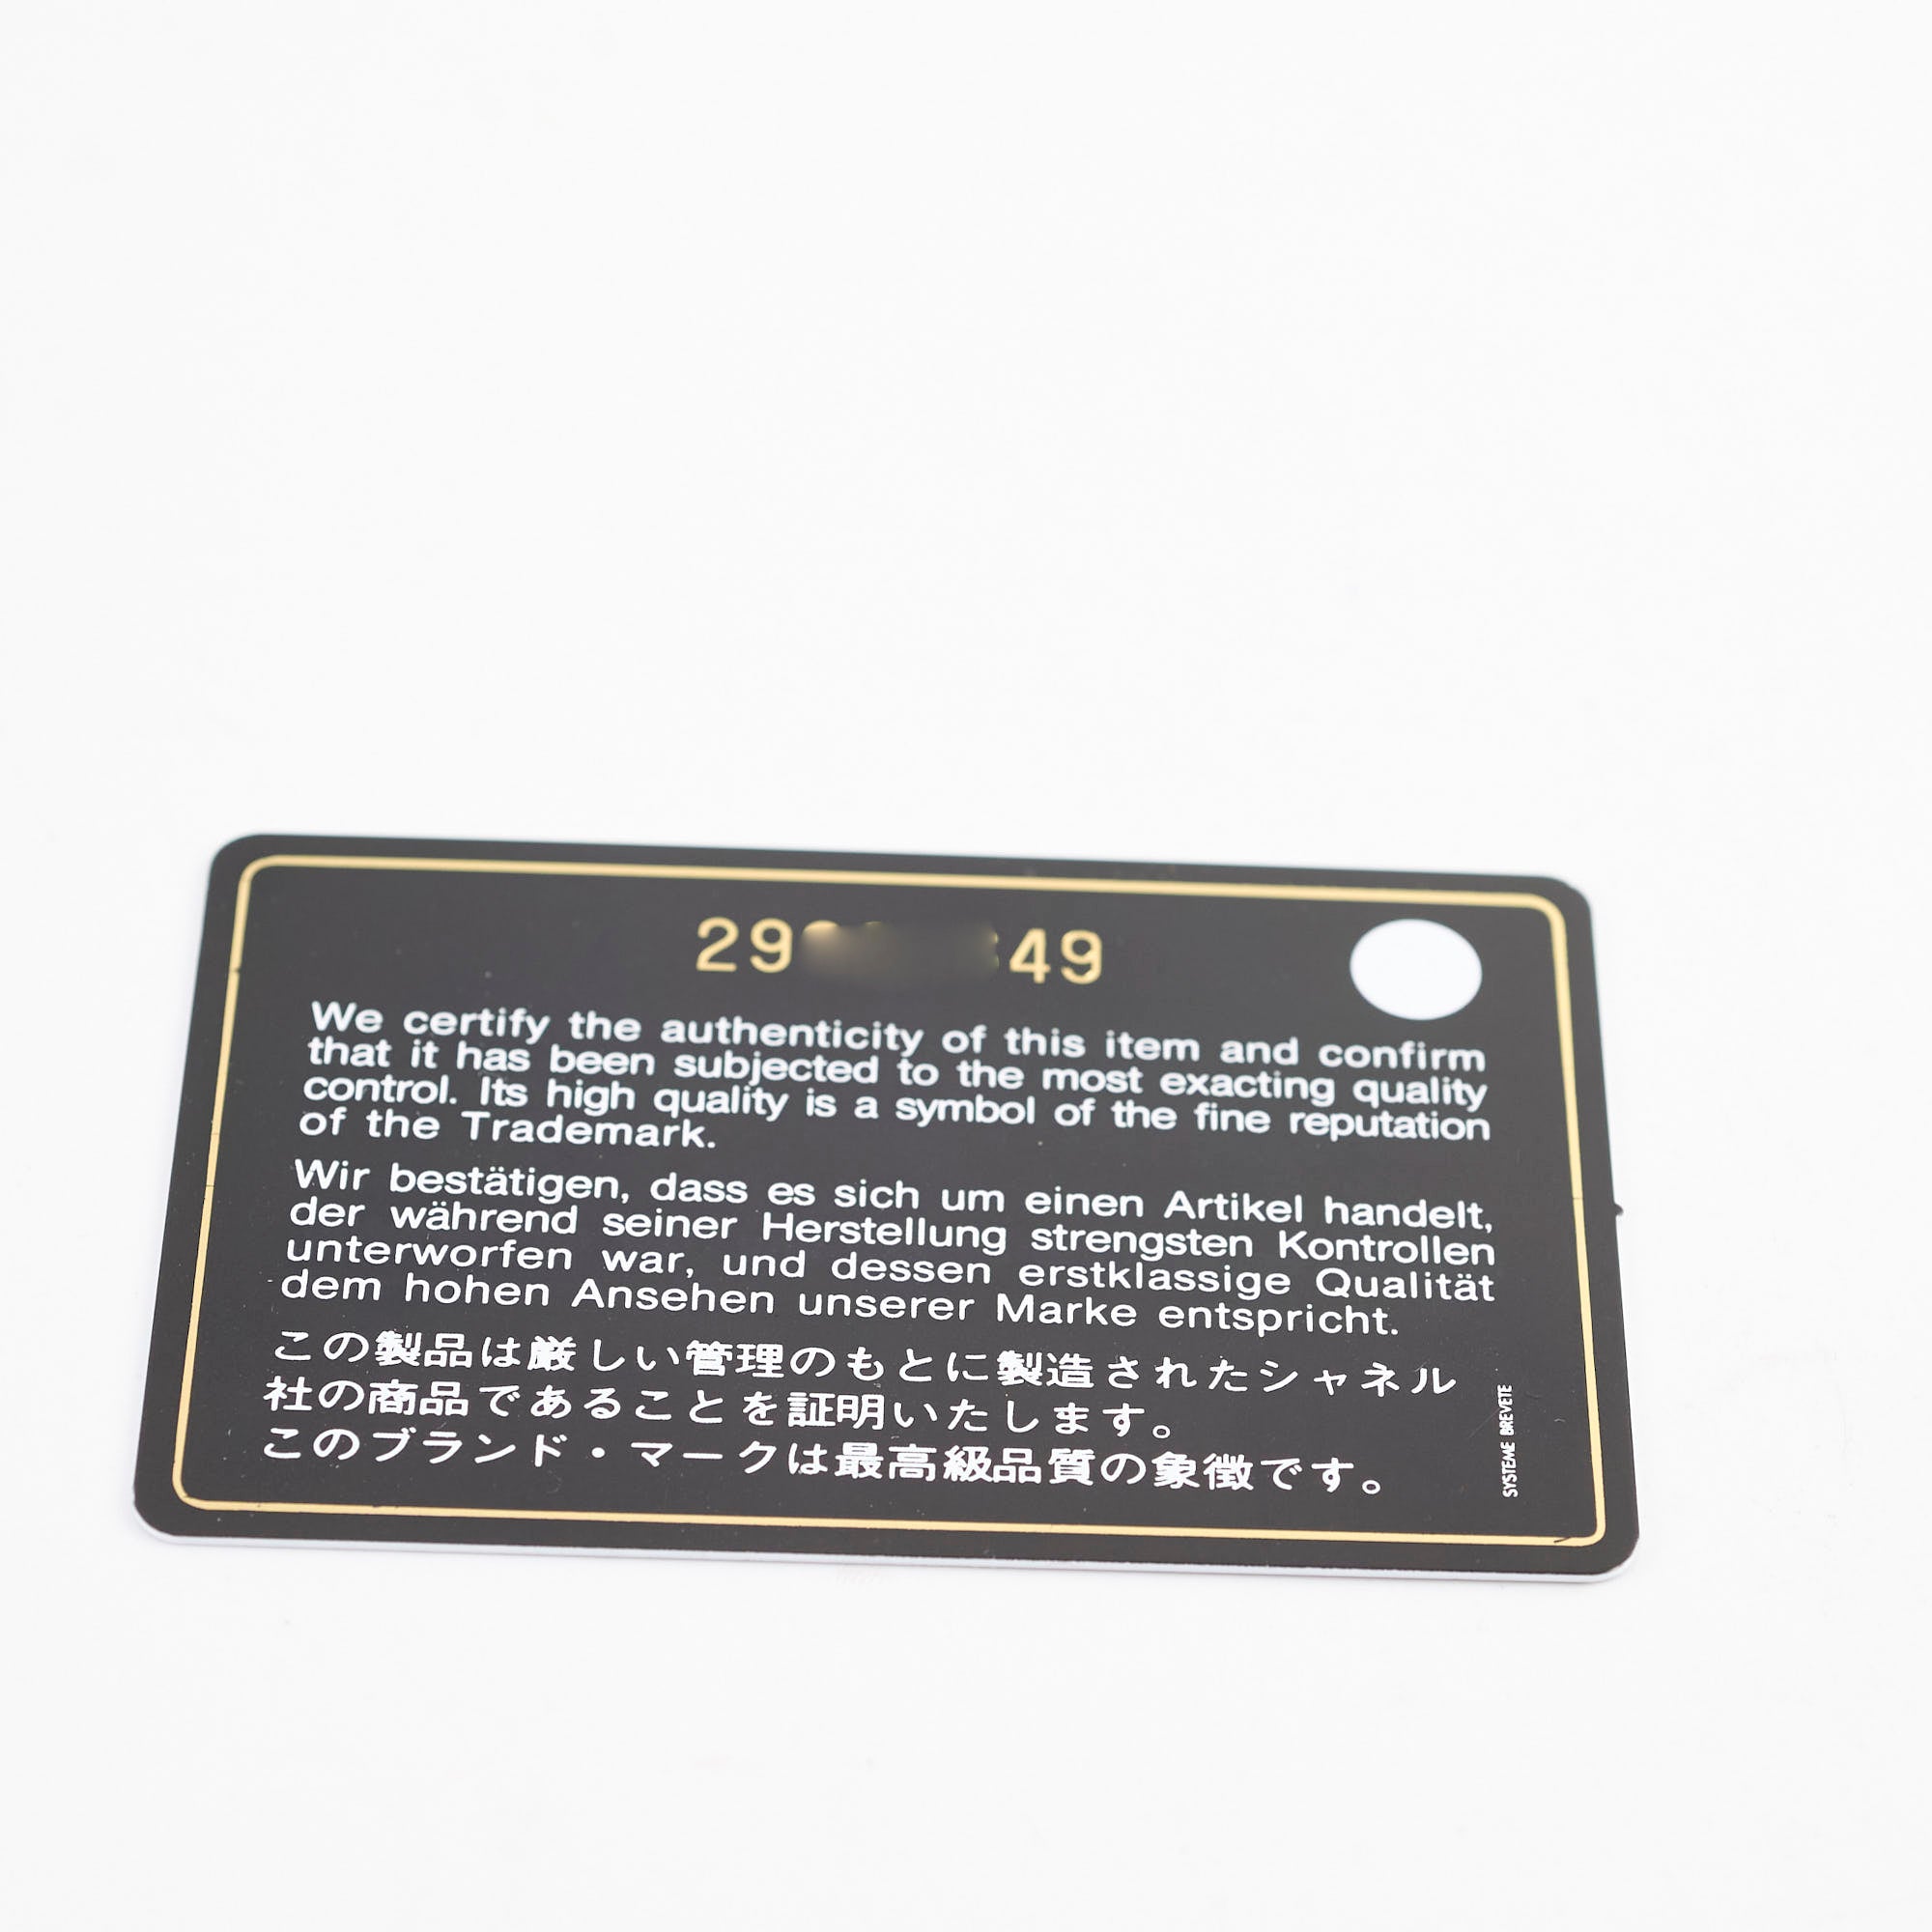 29 49
We certify the authenticity of this item and confirm
that it has been subjected to the most exacting quality
control. Its high quality is a symbol of the fine reputation
of the Trademark.
Wir bestätigen, dass es sich um einen Artikel handelt,
der während seiner Herstellung strengsten Kontrollen
unterworfen war, und dessen erstklassige Qualität
dem hohen Ansehen unserer Marke entspricht.
この製品は厳しい管理のもとに製造されたシャネル
社の商品であることを証明いたします。
このブランド・マークは最高級品質の象徴です。
SYSTEME BREVETE